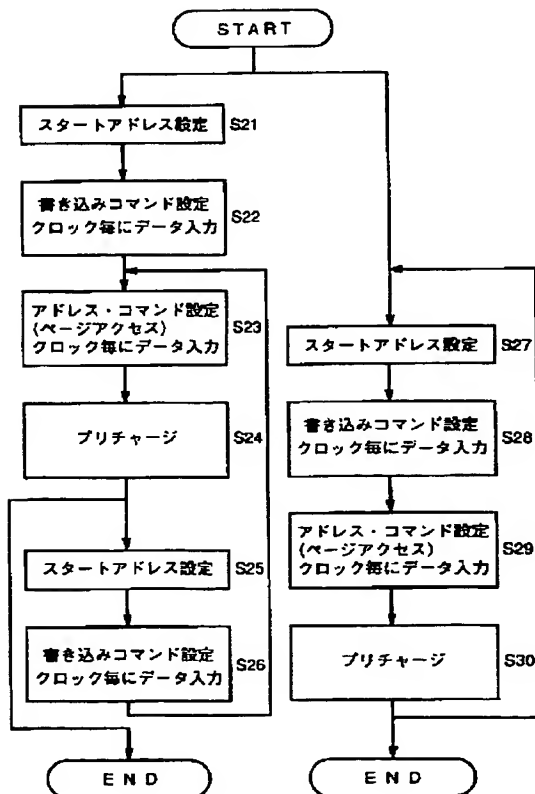 START
スタートアドレス設定
S21
書き込みコマンド設定
クロック毎にデータ入力
S22
アドレス・コマンド設定
(ページアクセス)
クロック毎にデータ入力
S23
プリチャージ
S24
スタートアドレス設定
S25
書き込みコマンド設定
クロック毎にデータ入力
S26
END
スタートアドレス設定
S27
書き込みコマンド設定
クロック毎にデータ入力
S28
アドレス・コマンド設定
(ページアクセス)
クロック毎にデータ入力
S29
プリチャージ
S30
END